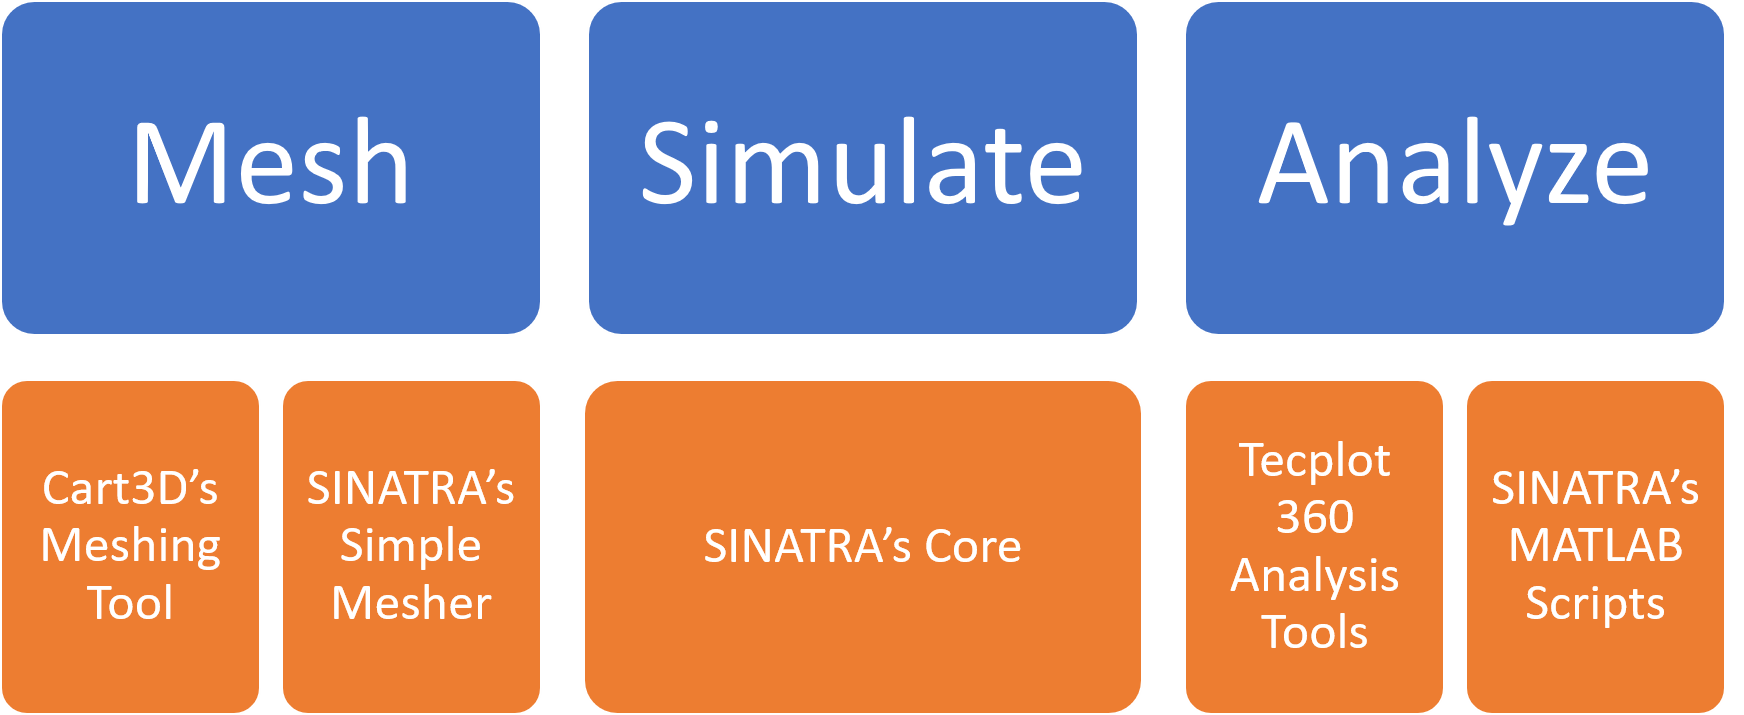 Mesh
Simulate
Analyze
Cart3D’s
Meshing
Tool
SINATRA’s
Simple
Mesher
SINATRA’s Core
Tecplot
360
Analysis
Tools
SINATRA’s
MATLAB
Scripts